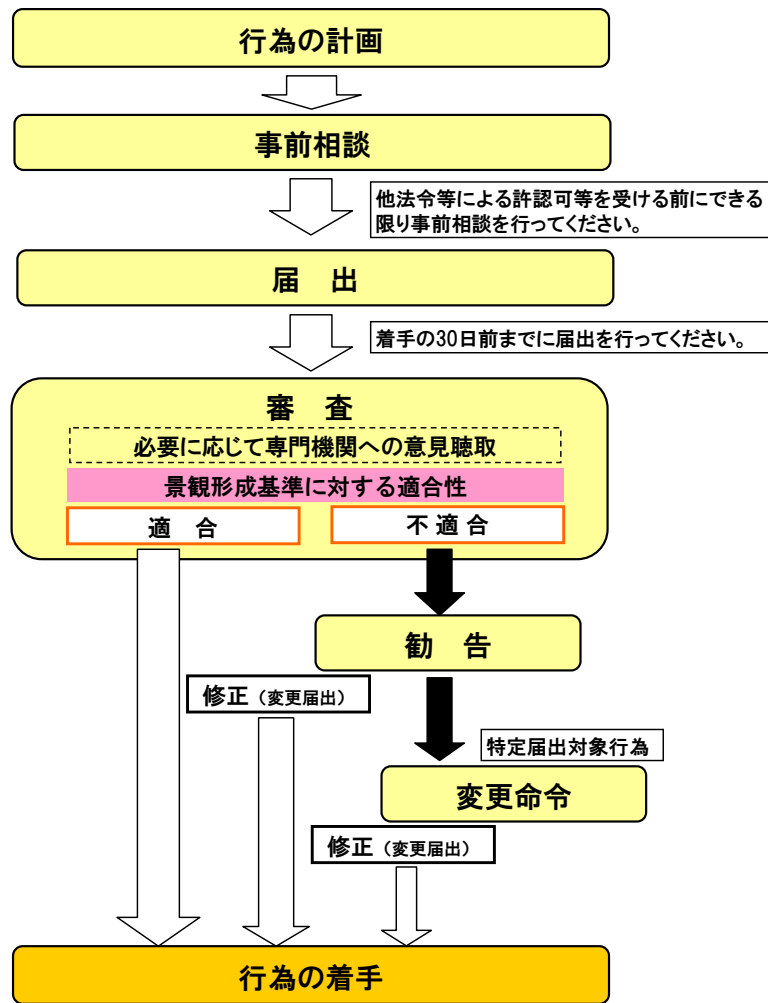 行為の計画
事前相談
他法令等による許認可等を受ける前にできる
限り事前相談を行ってください。
届　出
着手の30日前までに届出を行ってください。
審　査
必要に応じて専門機関への意見聴取
景観形成基準に対する適合性
適　合
不 適 合
勧　告
修正（変更届出）
特定届出対象行為
変更命令
修正（変更届出）
行為の着手